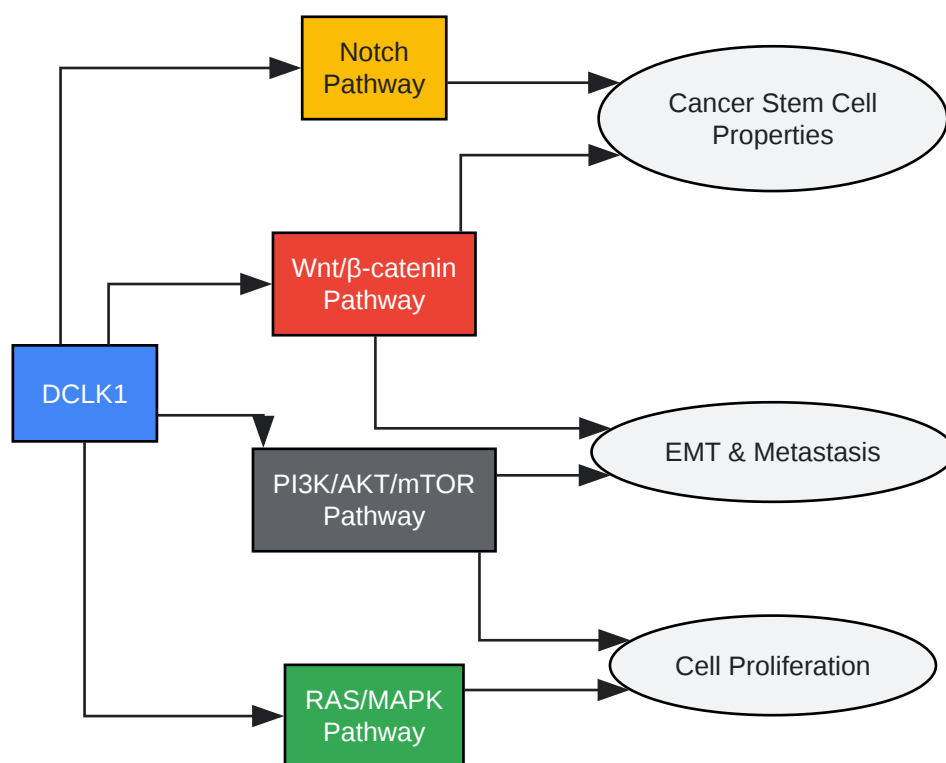 Notch
Pathway
Cancer Stem Cell
Properties
Wnt/β-catenin
Pathway
DCLK1
EMT & Metastasis
PI3K/AKT/mTOR
Pathway
Cell Proliferation
RAS/MAPK
Pathway